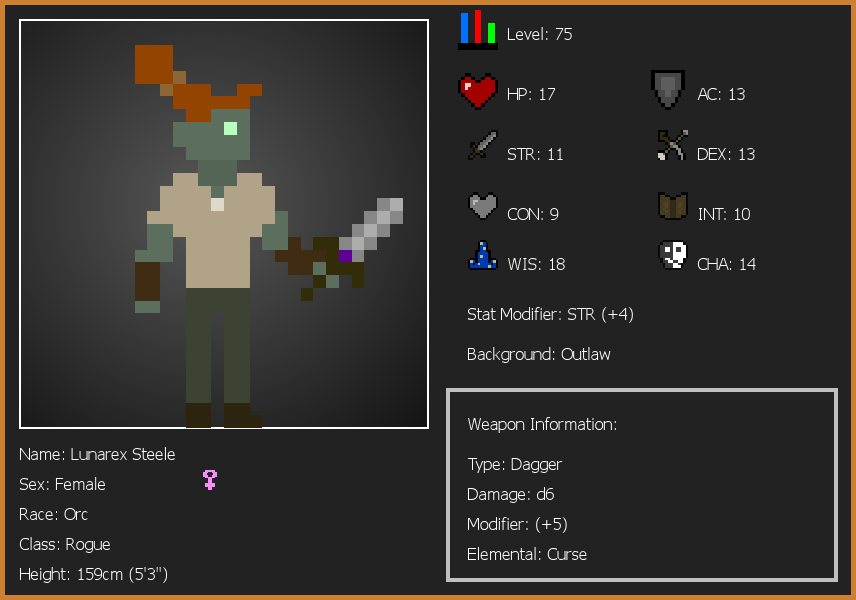 Level: 75
HP: 17
AC: 13
STR: 11
DEX: 13
CON: 9
INT: 10
WIS: 18
CHA: 14
Stat Modifier: STR (+4)
Background: Outlaw
Weapon Information:
Type: Dagger
Damage: d6
Modifier: (+5)
Elemental: Curse
Name: Lunarex Steele
Sex: Female
Race: Orc
Class: Rogue
Height: 159cm (5'3")